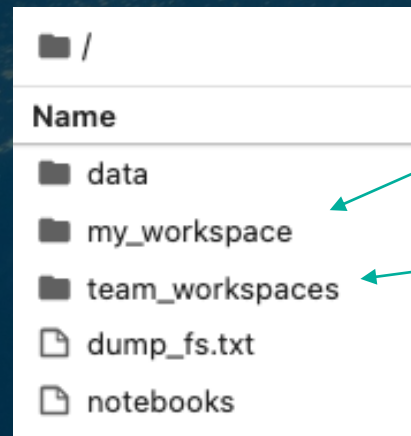 /
Name
data
my_workspace
team_workspaces
dump_fs.txt
notebooks